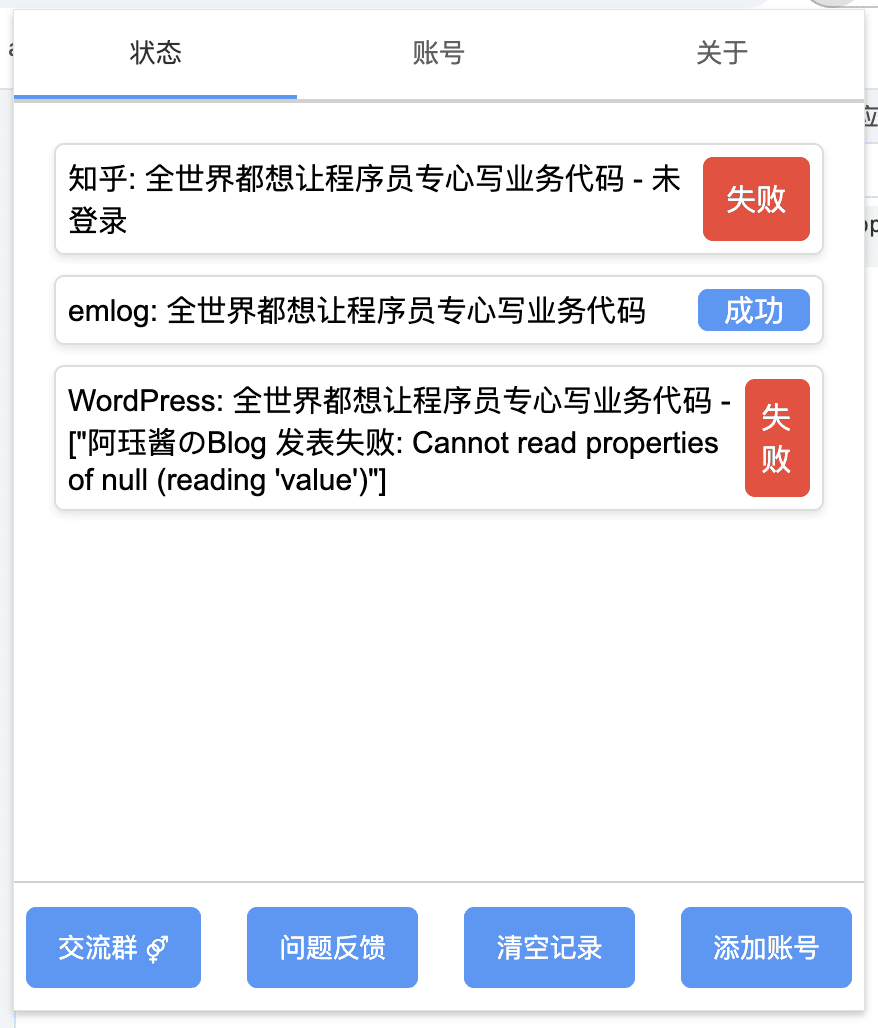 状态
账号
关于
知乎: 全世界都想让程序员专心写业务代码 - 未
登录
失败
emlog: 全世界都想让程序员专心写业务代码
成功
WordPress: 全世界都想让程序员专心写业务代码 -
["阿珏酱のBlog 发表失败: Cannot read properties
of null (reading 'value')"]
失
败
交流群 ⚤
问题反馈
清空记录
添加账号